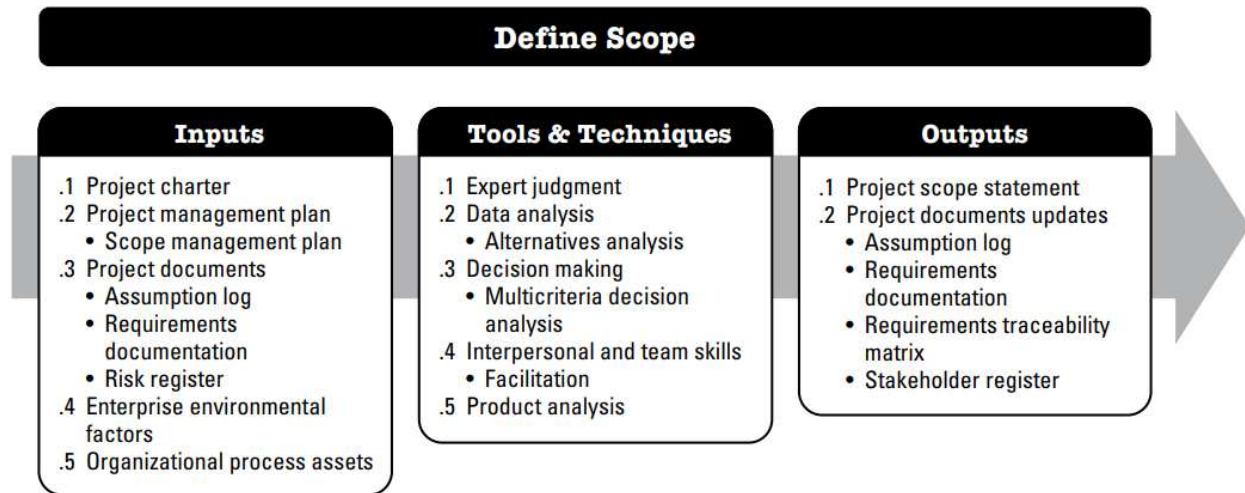 Define Scope
Inputs
.1 Project charter
.2 Project management plan
• Scope management plan
.3 Project documents
• Assumption log
• Requirements
documentation
• Risk register
.4 Enterprise environmental
factors
.5 Organizational process assets
Tools & Techniques
.1 Expert judgment
.2 Data analysis
• Alternatives analysis
.3 Decision making
• Multicriteria decision
analysis
.4 Interpersonal and team skills
• Facilitation
.5 Product analysis
Outputs
.1 Project scope statement
.2 Project documents updates
• Assumption log
• Requirements
documentation
• Requirements traceability
matrix
• Stakeholder register